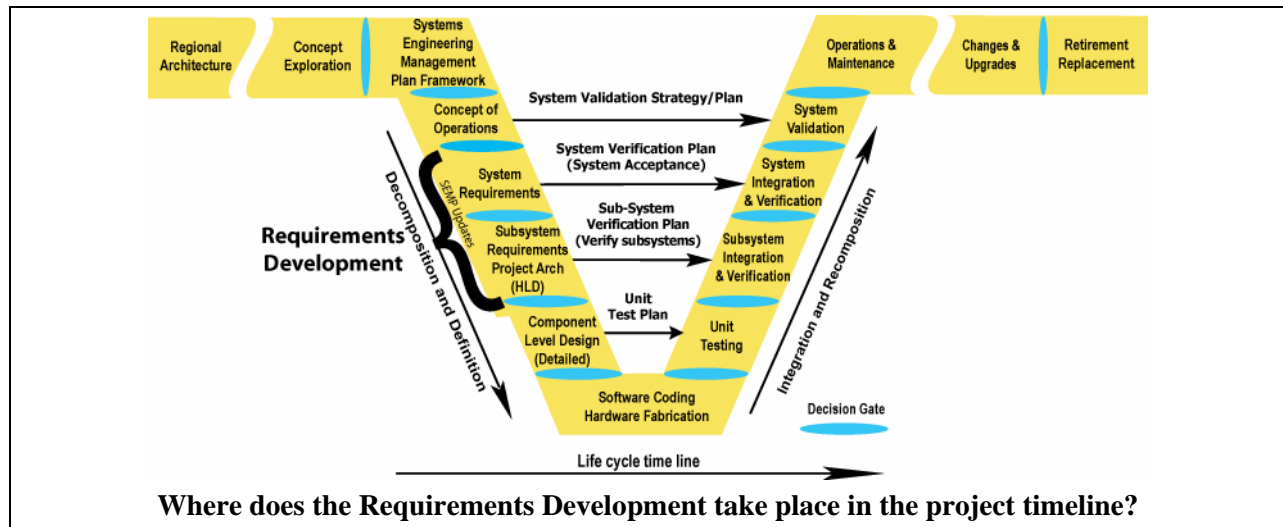 Regional
Architecture
Concept
Exploration
Systems
Engineering
Management
Plan Framework
Operations &
Maintenance
Changes &
Upgrades
Retirement
Replacement
Concept of
Operations
System Validation Strategy/Plan
System
Validation
System
Requirements
System Verification Plan
(System Acceptance)
System
Integration
& Verification
SEMP Updates
Requirements
Development
Decomposition and Definition
Subsystem
Requirements
Project Arch
(HLD)
Sub-System
Verification Plan
(Verify subsystems)
Subsystem
Integration
& Verification
Integration and Recomposition
Component
Level Design
(Detailed)
Unit
Test Plan
Unit
Testing
Software Coding
Hardware Fabrication
Decision Gate
Life cycle time line
Where does the Requirements Development take place in the project timeline?